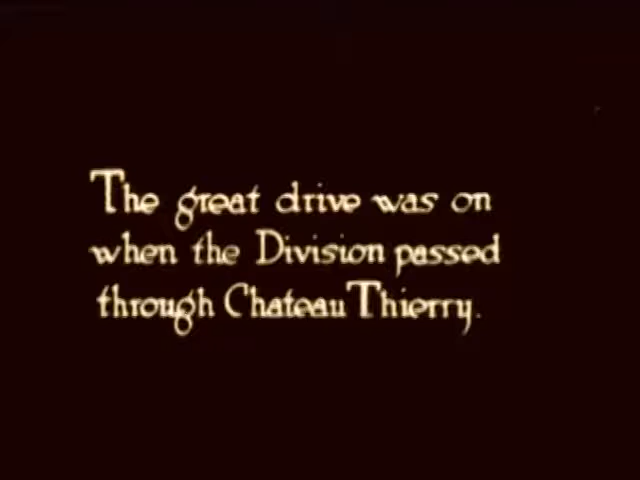 The great drive was on
when the Division passed
through Chateau Thierry.